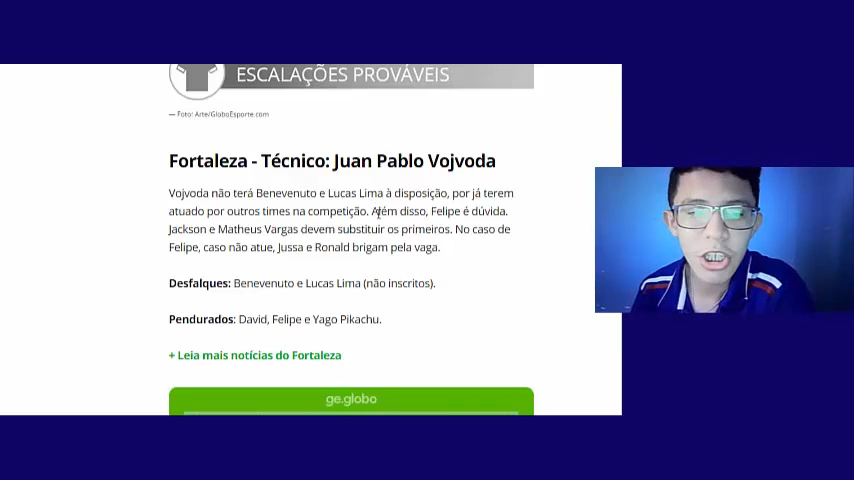 ESCALAÇÕES PROVÁVEIS
— Foto: Arte/GloboEsporte.com
Fortaleza - Técnico: Juan Pablo Vojvoda
Vojvoda não terá Benevenuto e Lucas Lima à disposição, por já terem
atuado por outros times na competição. Além disso, Felipe é dúvida.
Jackson e Matheus Vargas devem substituir os primeiros. No caso de
Felipe, caso não atue, Jussa e Ronald brigam pela vaga.
Desfalques: Benevenuto e Lucas Lima (não inscritos).
Pendurados: David, Felipe e Yago Pikachu.
+ Leia mais notícias do Fortaleza
ge.globo